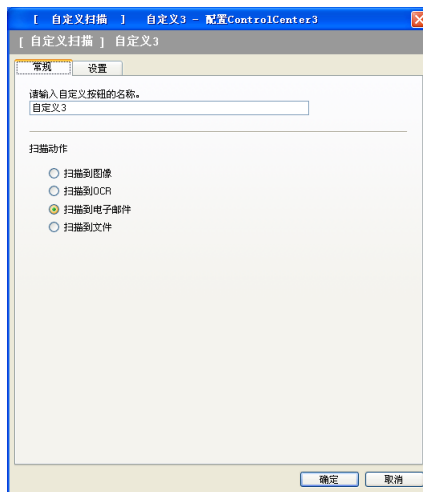 [ 自定义扫描 ] 自定义3 - 配置ControlCenter3
[ 自定义扫描 ] 自定义3
常规 设置
请输入自定义按钮的名称。
自定义3
扫描动作
扫描到图像
扫描到OCR
扫描到电子邮件
扫描到文件
确定 取消